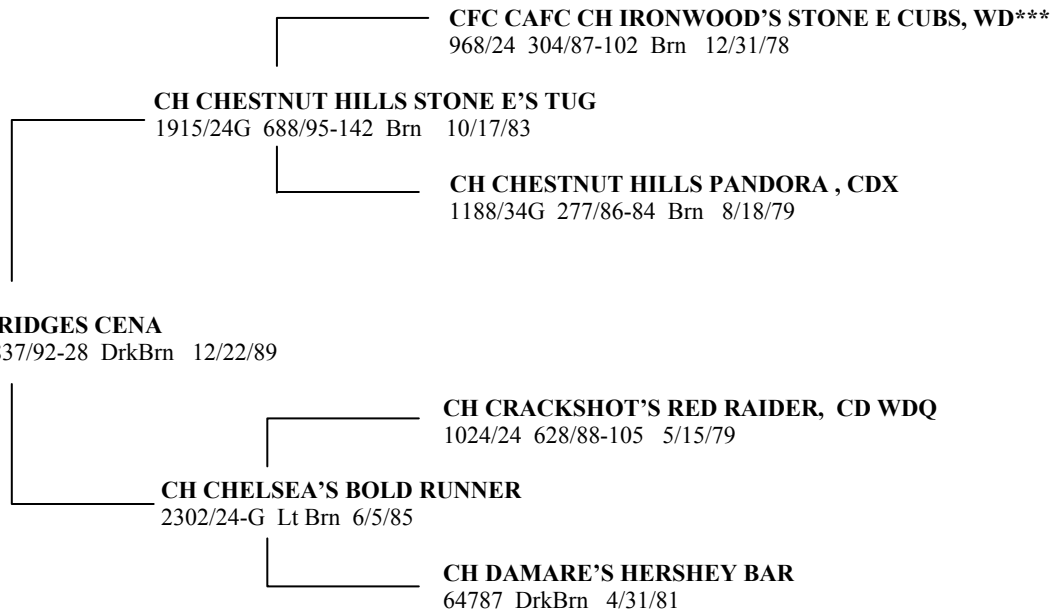 CFC CAFC CH IRONWOOD'S STONE E CUBS, WD***
968/24 304/87-102 Brn 12/31/78
CH CHESTNUT HILLS STONE E'S TUG
1915/24G 688/95-142 Brn 10/17/83
CH CHESTNUT HILLS PANDORA , CDX
1188/34G 277/86-84 Brn 8/18/79
RIDGES CENA
37/92-28 DrkBrn 12/22/89
CH CRACKSHOT'S RED RAIDER, CD WDQ
1024/24 628/88-105 5/15/79
CH CHELSEA'S BOLD RUNNER
2302/24-G Lt Brn 6/5/85
CH DAMARE'S HERSHEY BAR
64787 DrkBrn 4/31/81